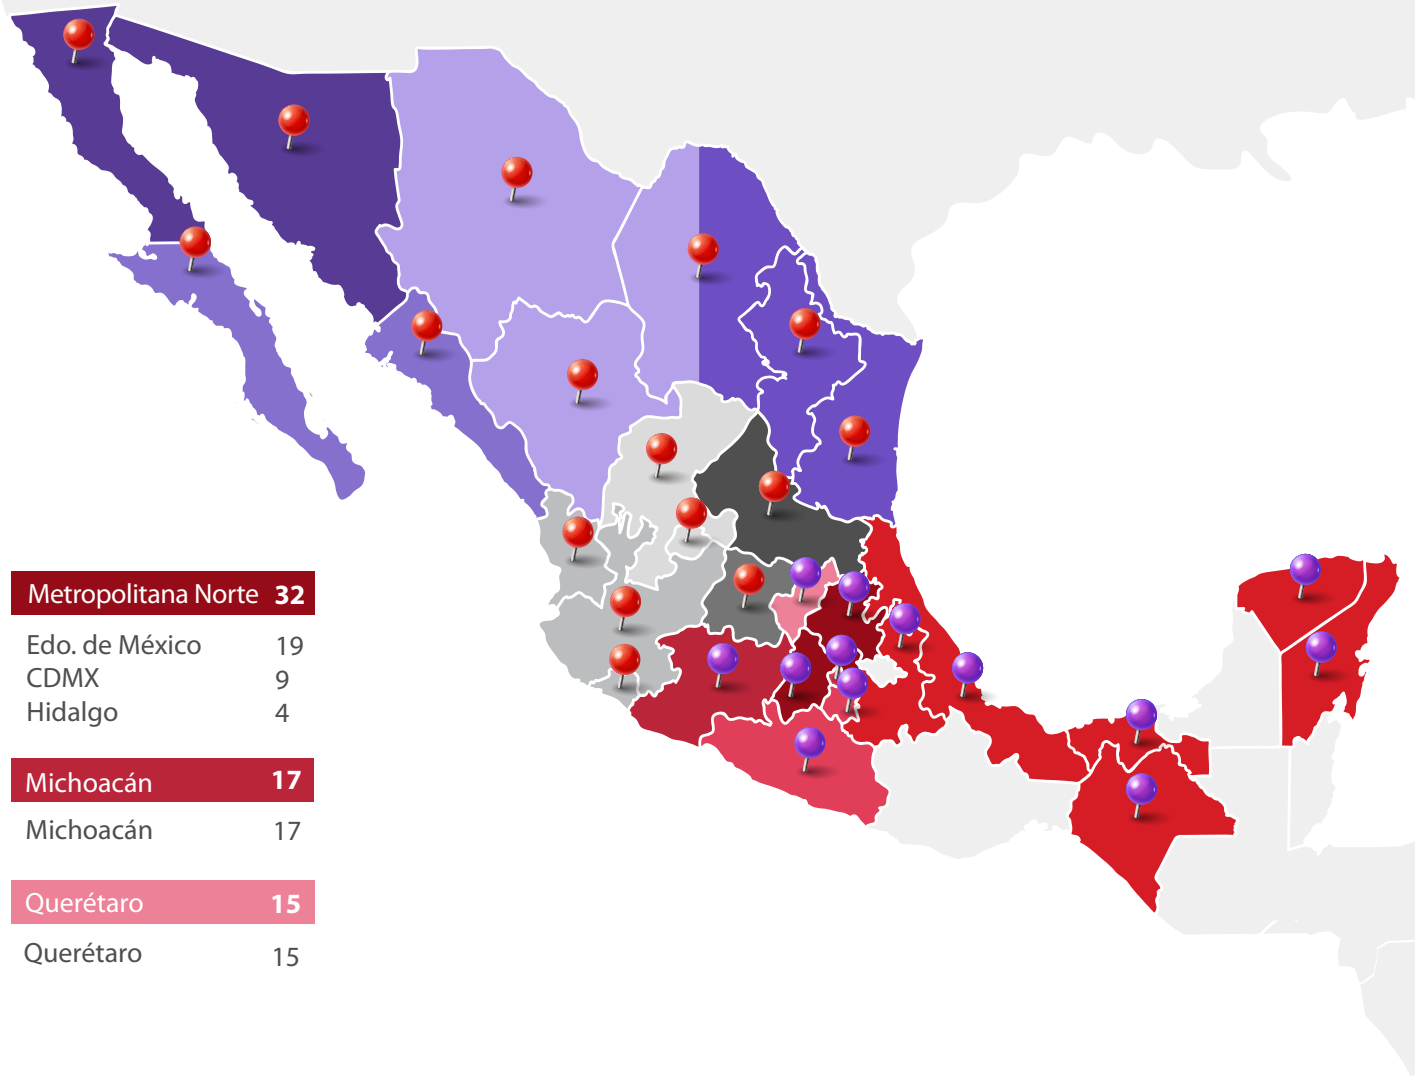 Metropolitana Norte 32
Edo. de México 19
CDMX 9
Hidalgo 4
Michoacán 17
Michoacán 17
Querétaro 15
Querétaro 15